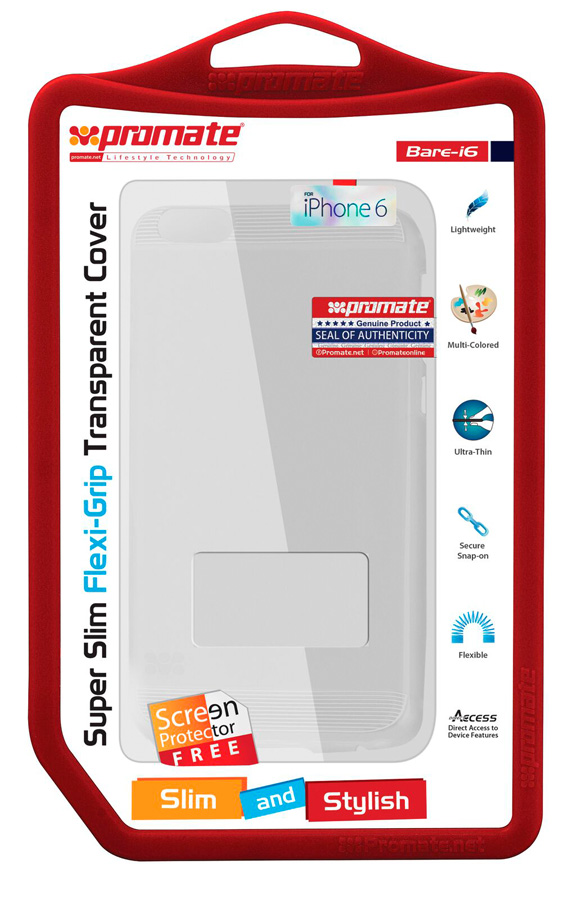 promate
promate®
promate.net Lifestyle Technology
Bare-i6
Super Slim Flexi-Grip Transparent Cover
FOR
iPhone 6
promate
★★★★★ Genuine Product ★
SEAL OF AUTHENTICITY
Promate.net | Promateonline
Lightweight
Multi-Colored
Ultra-Thin
Secure
Snap-on
Flexible
Access
Direct Access to
Device Features
Screen
Protector
FREE
Slim and Stylish
promate
Promate.net